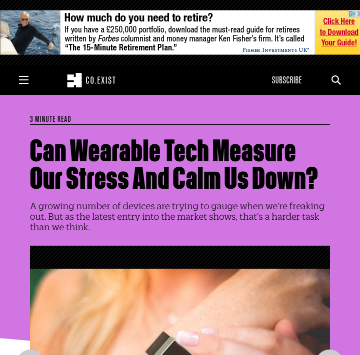 How much do you need to retire?
If you have a £250,000 portfolio, download the must-read guide for retirees
written by Forbes columnist and money manager Ken Fisher's firm. It's called
"The 15-Minute Retirement Plan."
FISHER INVESTMENTS UK®
Click Here
to Download
Your Guide!
CO.EXIST
SUBSCRIBE
3 MINUTE READ
Can Wearable Tech Measure
Our Stress And Calm Us Down?
A growing number of devices are trying to gauge when we're freaking
out. But as the latest entry into the market shows, that's a harder task
than we think.